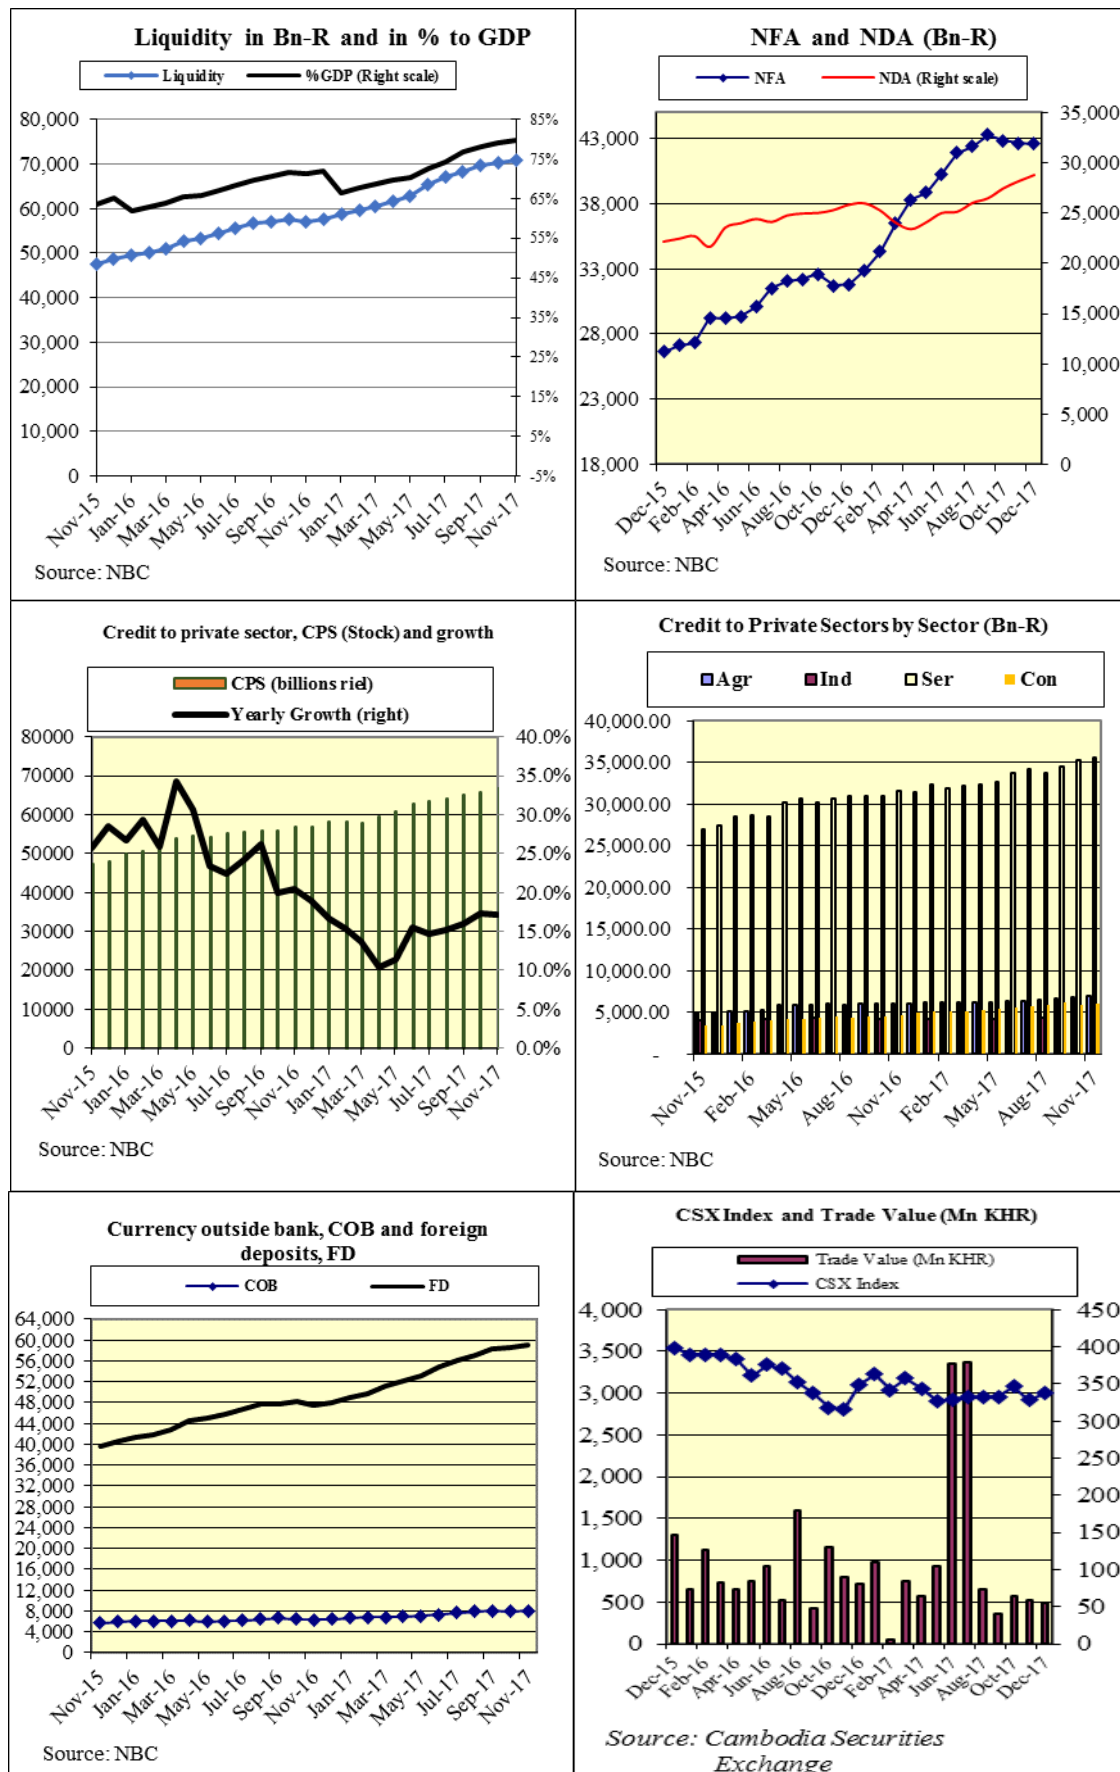 Liquidity in Bn-R and in % to GDP
Liquidity
%GDP (Right scale)
80,000
70,000
60,000
50,000
40,000
30,000
20,000
10,000
0
85%
75%
65%
55%
45%
35%
25%
15%
5%
-5%
Nov-15
Jan-16
Mar-16
May-16
Jul-16
Sep-16
Nov-16
Jan-17
Mar-17
May-17
Jul-17
Sep-17
Nov-17
Source: NBC
NFA and NDA (Bn-R)
NFA
NDA (Right scale)
43,000
38,000
33,000
28,000
23,000
18,000
35,000
30,000
25,000
20,000
15,000
10,000
5,000
0
Dec-15
Feb-16
Apr-16
Jun-16
Aug-16
Oct-16
Dec-16
Feb-17
Apr-17
Jun-17
Aug-17
Oct-17
Dec-17
Source: NBC
Credit to private sector, CPS (Stock) and growth
CPS (billions riel)
Yearly Growth (right)
80000
70000
60000
50000
40000
30000
20000
10000
0
40.0%
35.0%
30.0%
25.0%
20.0%
15.0%
10.0%
5.0%
0.0%
Nov-15
Jan-16
Mar-16
May-16
Jul-16
Sep-16
Nov-16
Jan-17
Mar-17
May-17
Jul-17
Sep-17
Nov-17
Source: NBC
Credit to Private Sectors by Sector (Bn-R)
Agr
Ind
Ser
Con
40,000.00
35,000.00
30,000.00
25,000.00
20,000.00
15,000.00
10,000.00
5,000.00
-
Nov-15
Feb-16
May-16
Aug-16
Nov-16
Feb-17
May-17
Aug-17
Nov-17
Source: NBC
Currency outside bank, COB and foreign
deposits, FD
COB
FD
64,000
60,000
56,000
52,000
48,000
44,000
40,000
36,000
32,000
28,000
24,000
20,000
16,000
12,000
8,000
4,000
0
Nov-15
Jan-16
Mar-16
May-16
Jul-16
Sep-16
Nov-16
Jan-17
Mar-17
May-17
Jul-17
Sep-17
Nov-17
Source: NBC
CSX Index and Trade Value (Mn KHR)
Trade Value (Mn KHR)
CSX Index
4,000
3,500
3,000
2,500
2,000
1,500
1,000
500
0
450
400
350
300
250
200
150
100
50
0
Dec-15
Feb-16
Apr-16
Jun-16
Aug-16
Oct-16
Dec-16
Feb-17
Apr-17
Jun-17
Aug-17
Oct-17
Dec-17
Source: Cambodia Securities
Exchange